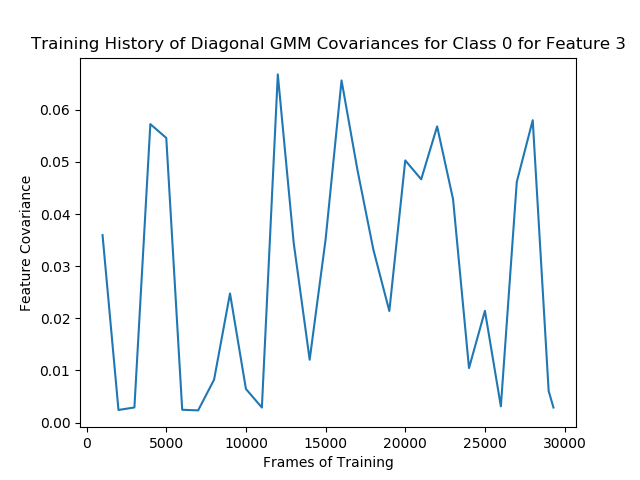 Training History of Diagonal GMM Covariances for Class 0 for Feature 3
Feature Covariance
0.06
0.05
0.04
0.03
0.02
0.01
0.00
0 5000 10000 15000 20000 25000 30000
Frames of Training